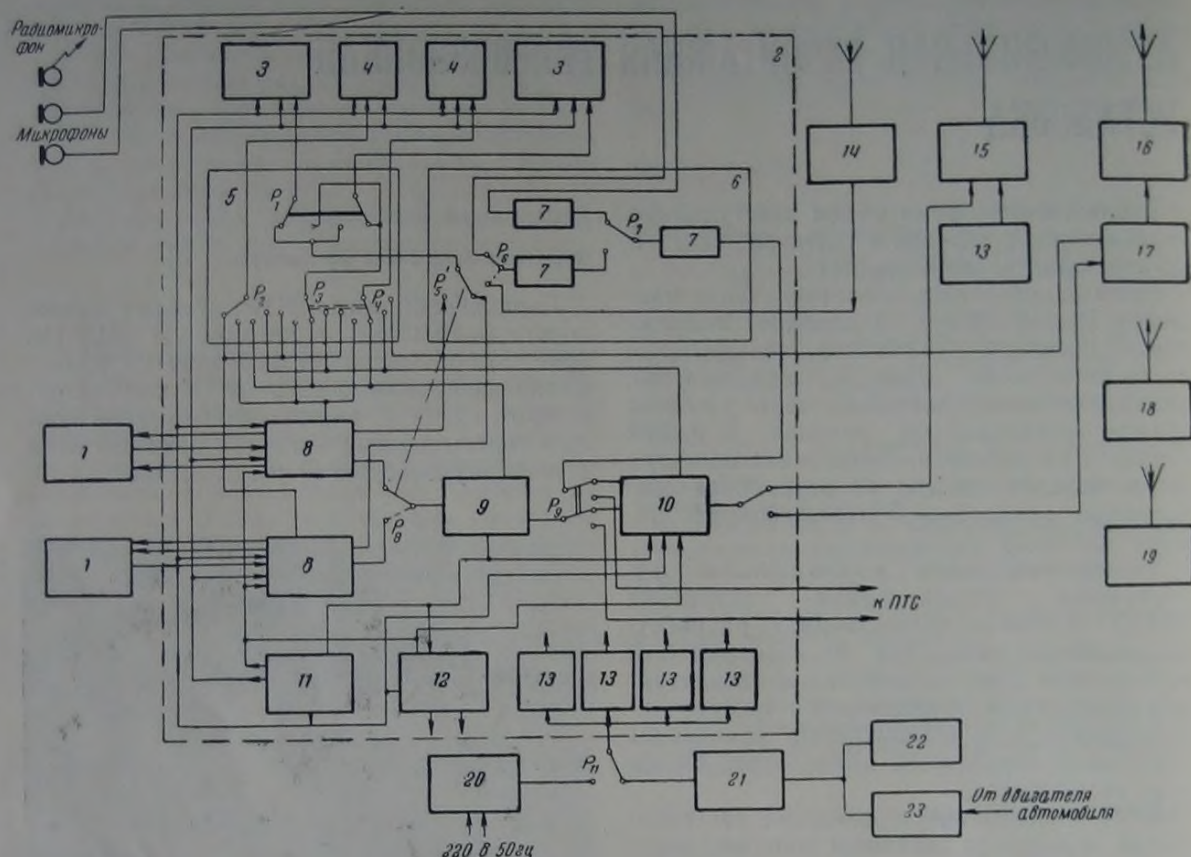 Радиомикро-
фон
Микрофоны
2
3
4
4
3
14
15
16
5
P1
6
7
P7
7
7
P6
P5'
13
17
P2
P3
P4
18
1
8
9
P9
10
P8
1
8
19
к ПТС
11
12
13
13
13
13
22
20
P11
21
23
От двигателя
автомобиля
220 в 50гц